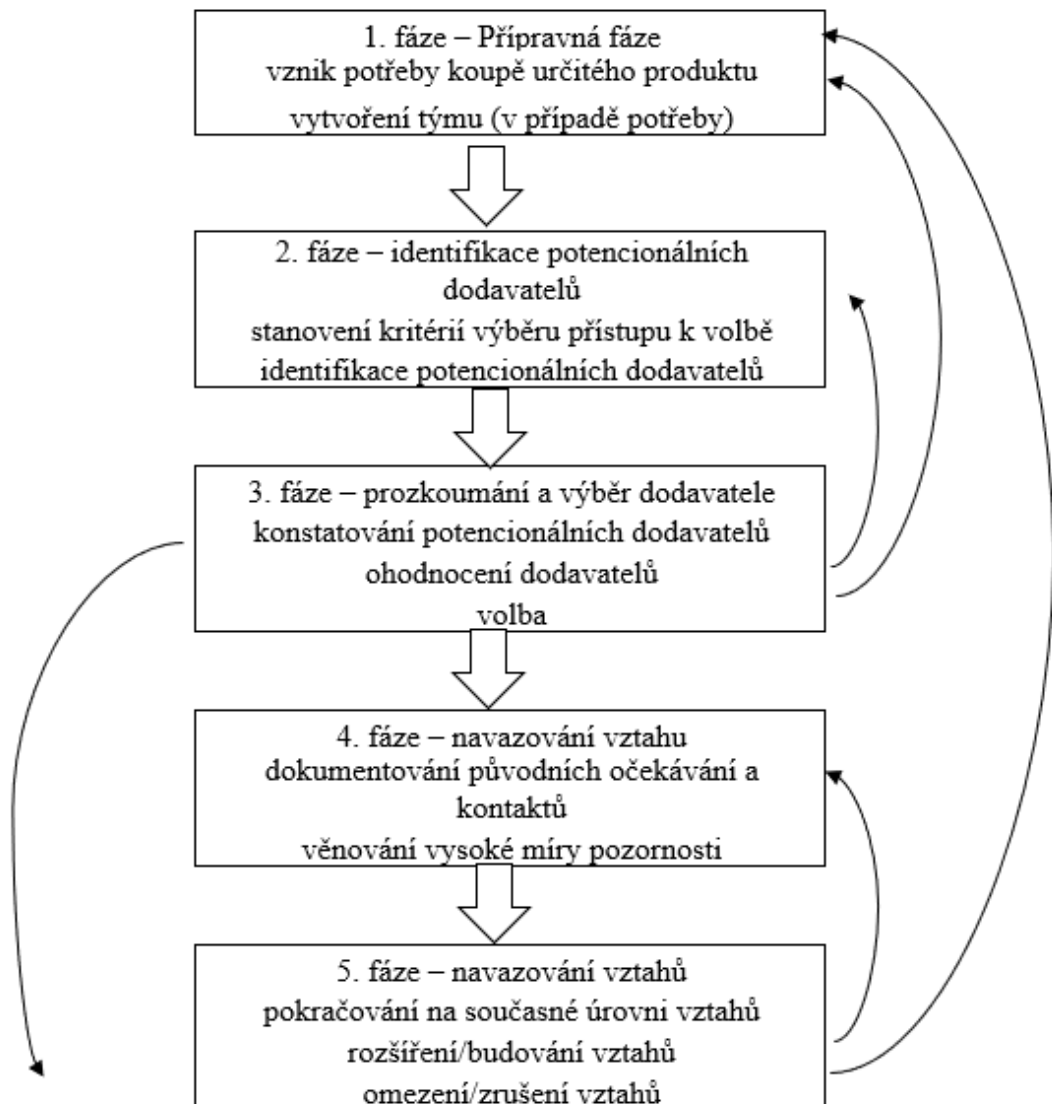 1. fáze – Přípravná fáze
vznik potřeby koupě určitého produktu
vytvoření týmu (v případě potřeby)
2. fáze – identifikace potencionálních
dodavatelů
stanovení kritérií výběru přístupu k volbě
identifikace potencionálních dodavatelů
3. fáze – prozkoumání a výběr dodavatele
konstatování potencionálních dodavatelů
ohodnocení dodavatelů
volba
4. fáze – navazování vztahu
dokumentování původních očekávání a
kontaktů
věnování vysoké míry pozornosti
5. fáze – navazování vztahů
pokračování na současné úrovni vztahů
rozšíření/budování vztahů
omezení/zrušení vztahů